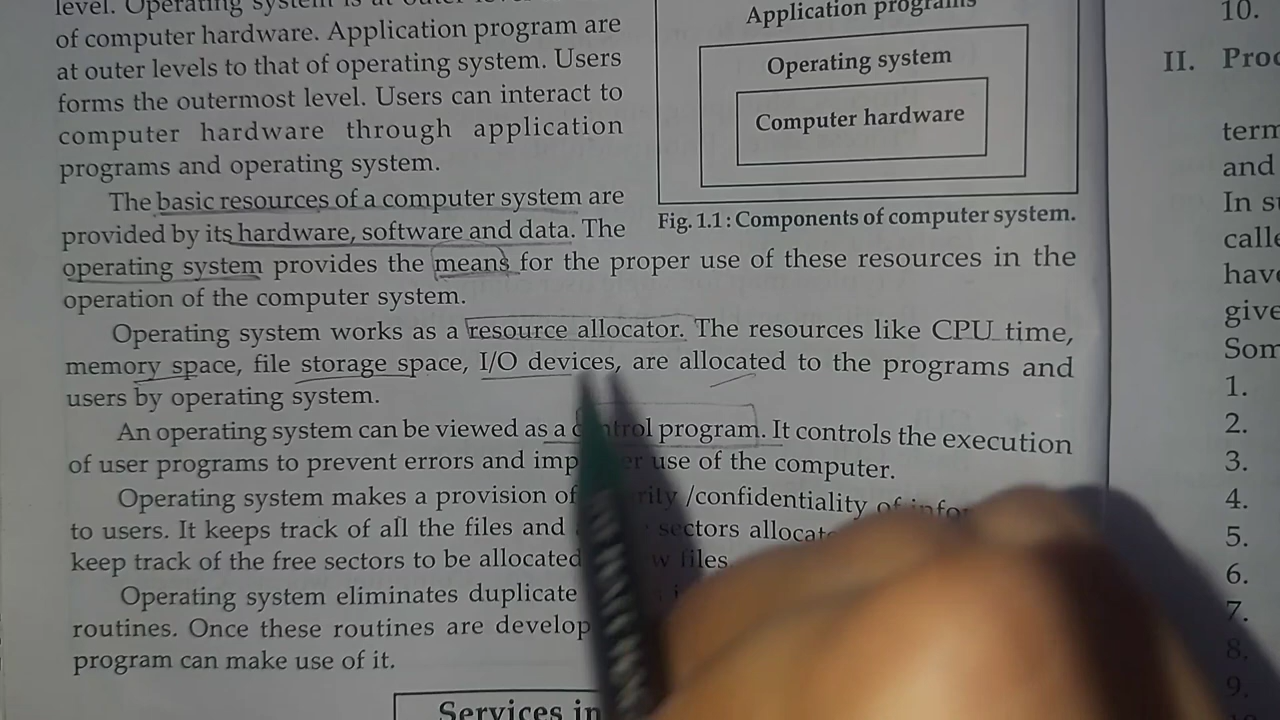 level. Operating system is at outer level
of computer hardware. Application program are
at outer levels to that of operating system. Users
forms the outermost level. Users can interact to
computer hardware through application
programs and operating system.
Application programs
Operating system
Computer hardware
Fig. 1.1 : Components of computer system.
The basic resources of a computer system are
provided by its hardware, software and data. The
operating system provides the means for the proper use of these resources in the
operation of the computer system.
Operating system works as a resource allocator. The resources like CPU time,
memory space, file storage space, I/O devices, are allocated to the programs and
users by operating system.
An operating system can be viewed as a control program. It controls the execution
of user programs to prevent errors and use of the computer.
Operating system makes a provision of /confidentiality of
to users. It keeps track of all the files and sectors
keep track of the free sectors to be allocated files
Operating system eliminates duplicate
routines. Once these routines are
program can make use of it.
Services in
10.
II.
term
and
In
have
1.
2.
3.
4.
5.
6.
7.
8.
9.